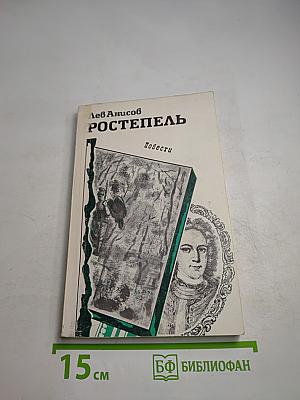 Лев Анисов
РОСТЕПЕЛЬ
Повести
15 см
БФ БИБЛИОФАН